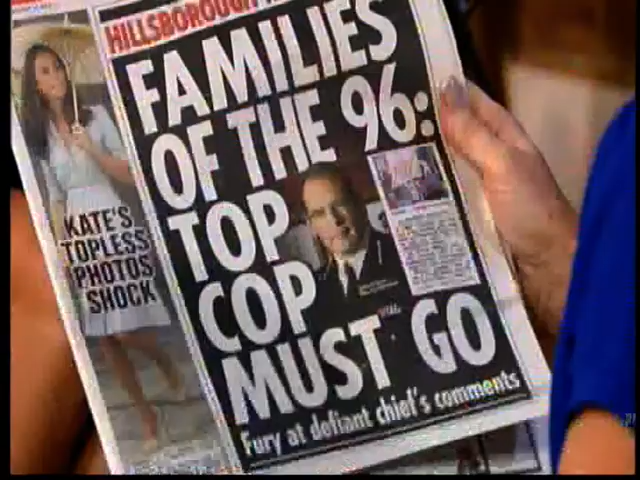 HILLSBOROUGH
FAMILIES
OF THE 96:
TOP
COP
MUST GO
Fury at defiant chief's comments
KATE'S
TOPLESS
PHOTOS
SHOCK